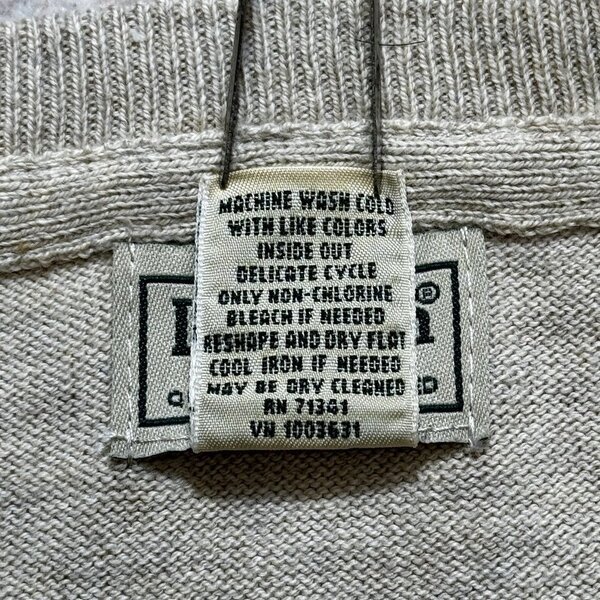 MACHINE WASH COLD
WITH LIKE COLORS
INSIDE OUT
DELICATE CYCLE
ONLY NON-CHLORINE
BLEACH IF NEEDED
RESHAPE AND DRY FLAT
COOL IRON IF NEEDED
MAY BE DRY CLEANED
RN 71341
VN 1003631